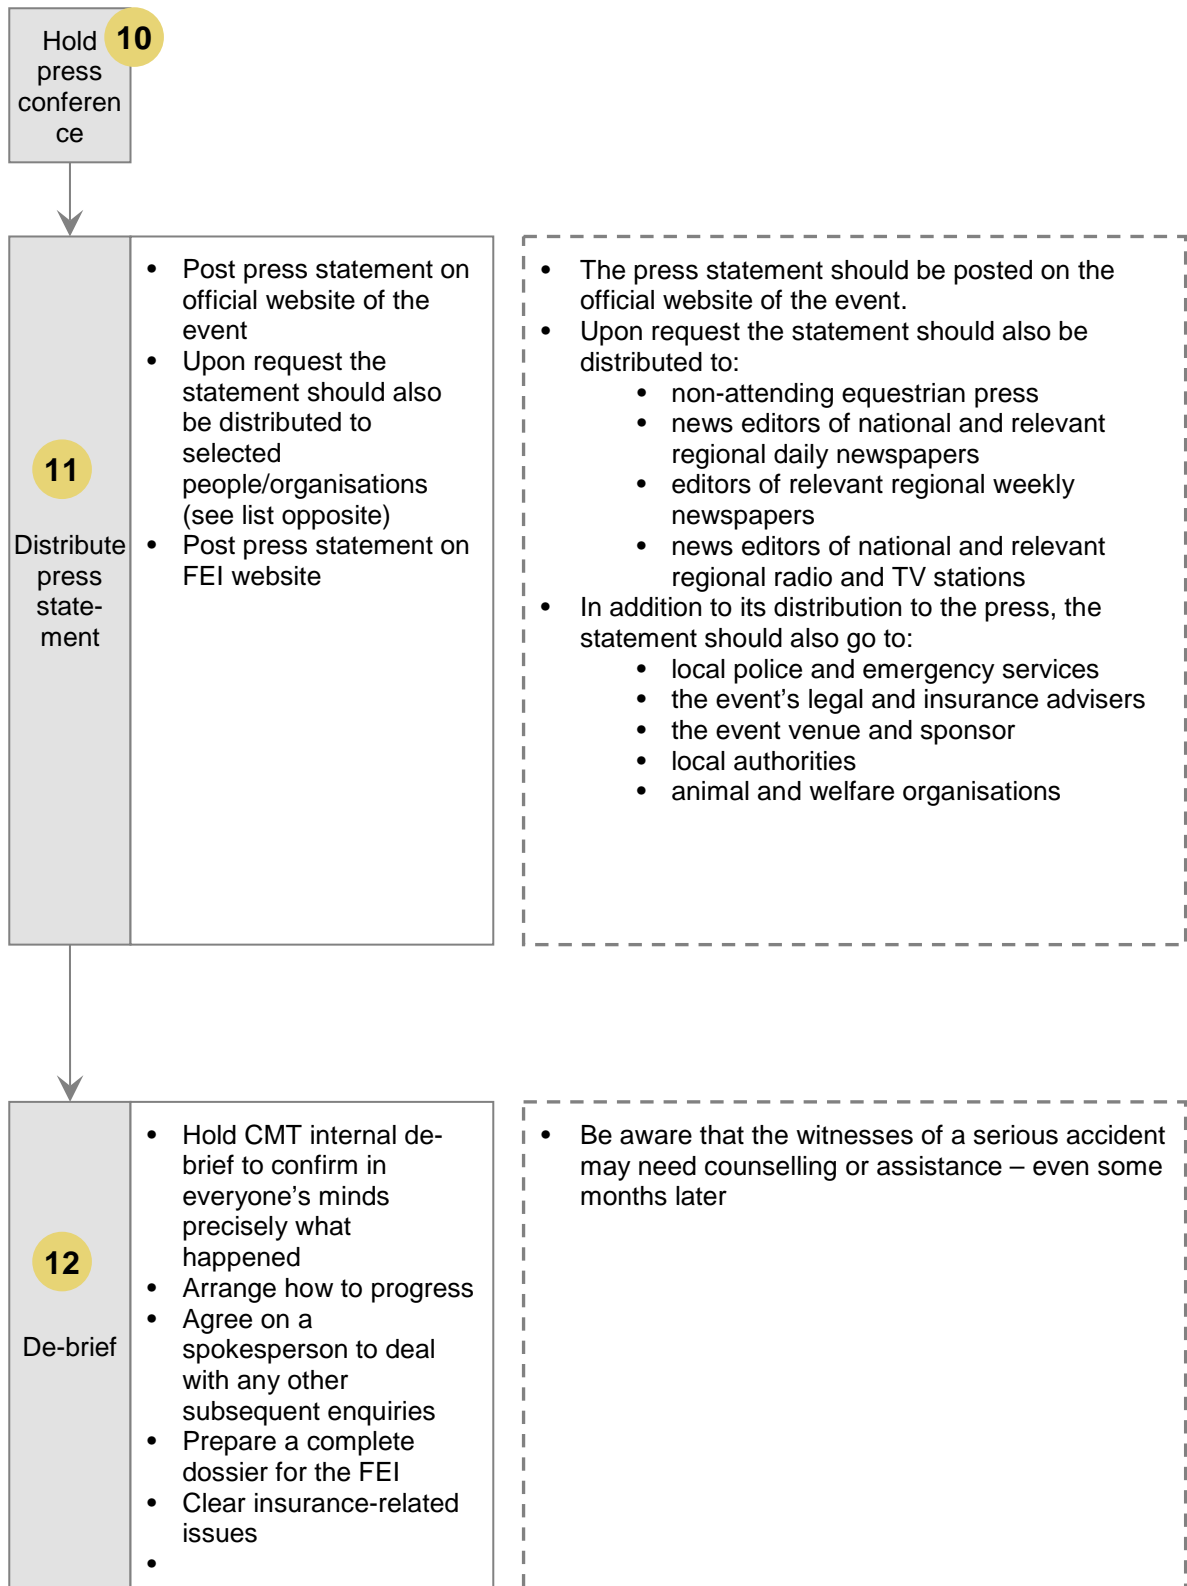 Hold
10
press
conferen
ce
11
Distribute
press
state-
ment
• Post press statement on
official website of the
event
• Upon request the
statement should also
be distributed to
selected
people/organisations
(see list opposite)
• Post press statement on
FEI website
• The press statement should be posted on the
official website of the event.
• Upon request the statement should also be
distributed to:
• non-attending equestrian press
• news editors of national and relevant
regional daily newspapers
• editors of relevant regional weekly
newspapers
• news editors of national and relevant
regional radio and TV stations
• In addition to its distribution to the press, the
statement should also go to:
• local police and emergency services
• the event’s legal and insurance advisers
• the event venue and sponsor
• local authorities
• animal and welfare organisations
12
De-brief
• Hold CMT internal de-
brief to confirm in
everyone’s minds
precisely what
happened
• Arrange how to progress
• Agree on a
spokesperson to deal
with any other
subsequent enquiries
• Prepare a complete
dossier for the FEI
• Clear insurance-related
issues
•
• Be aware that the witnesses of a serious accident
may need counselling or assistance – even some
months later